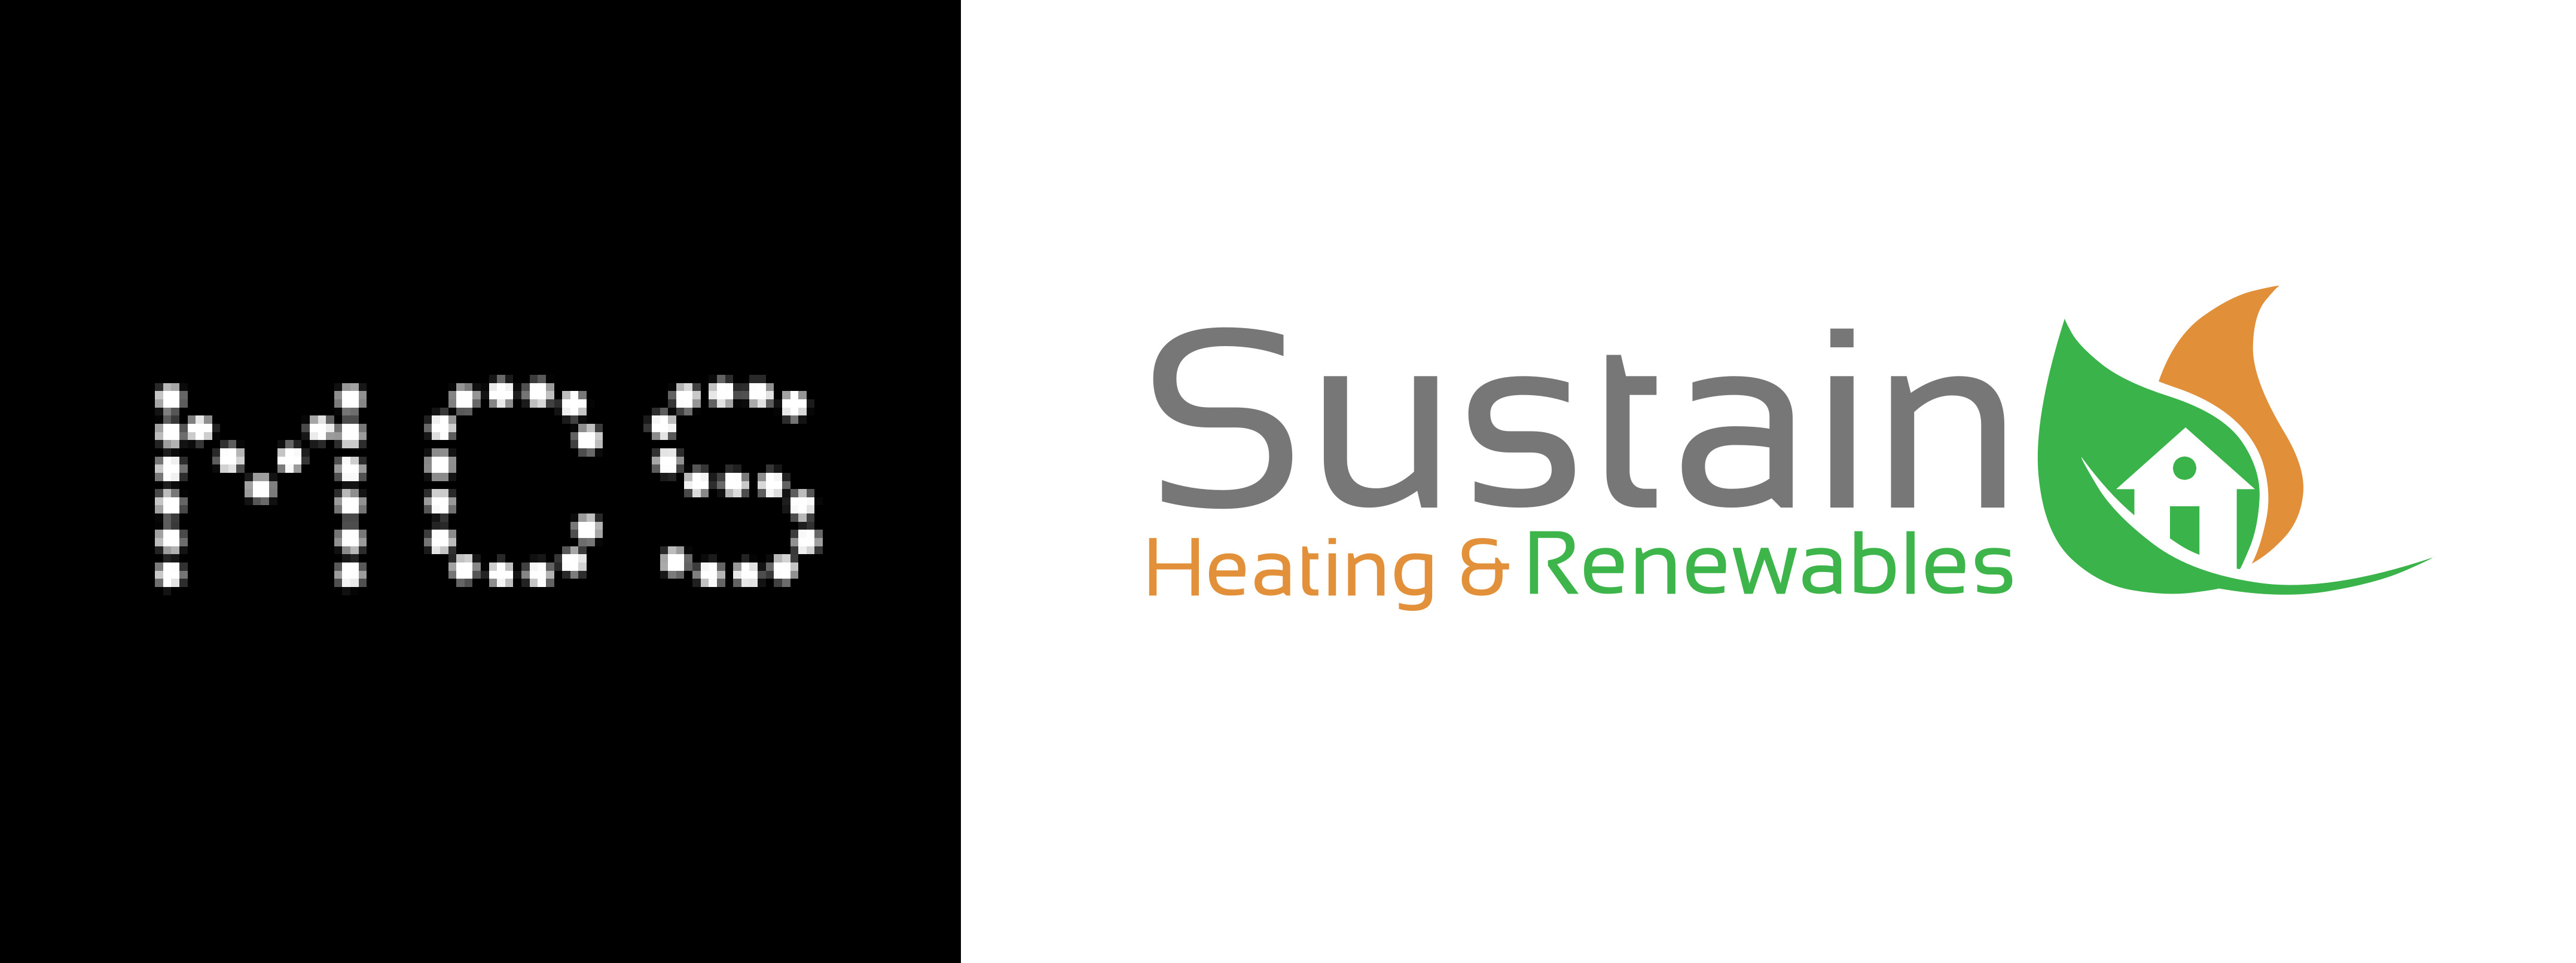 MCS
Sustain
Heating & Renewables